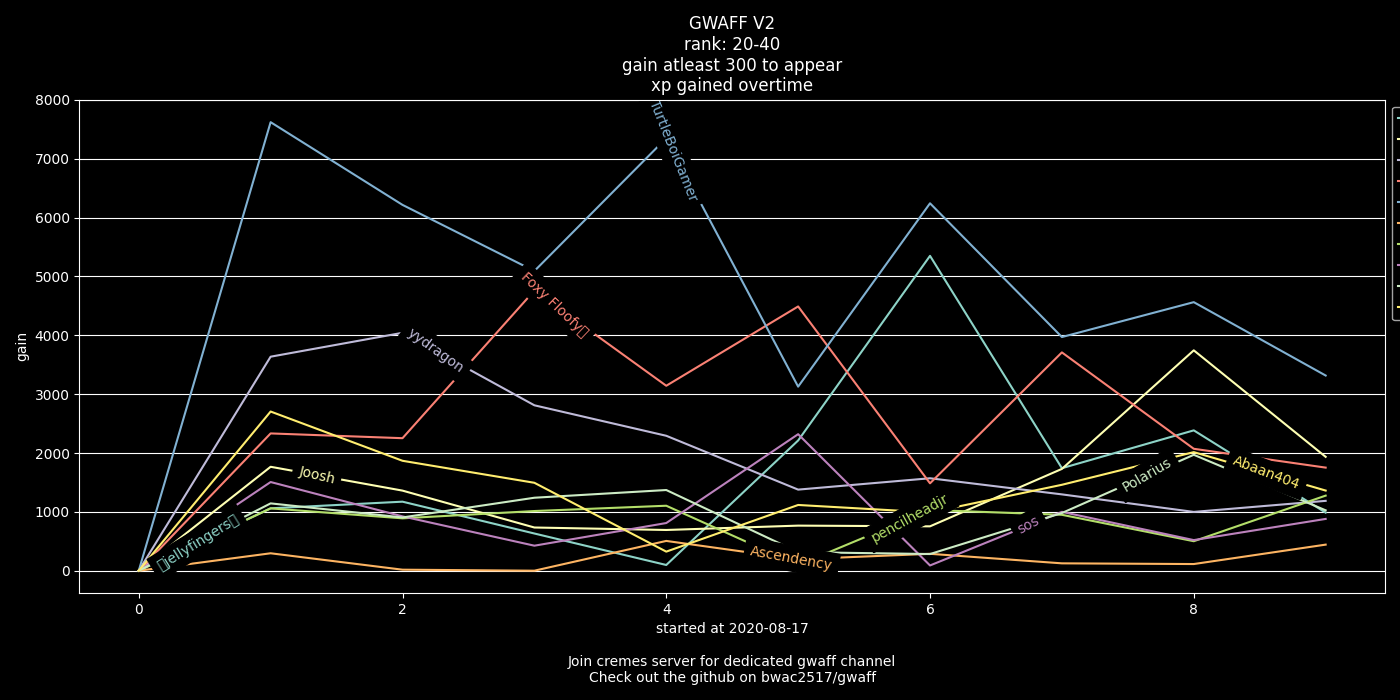 GWAFF V2
rank: 20-40
gain atleast 300 to appear
xp gained overtime
8000
7000
6000
5000
4000
3000
2000
1000
0
gain
TurtleBoiGamer
Foxy Floofy
yydragon
Joosh
jellyfingers
Ascendency
pencilheadjr
sos
Polarius
Abaan404
0 2 4 6 8
started at 2020-08-17
Join cremes server for dedicated gwaff channel
Check out the github on bwac2517/gwaff